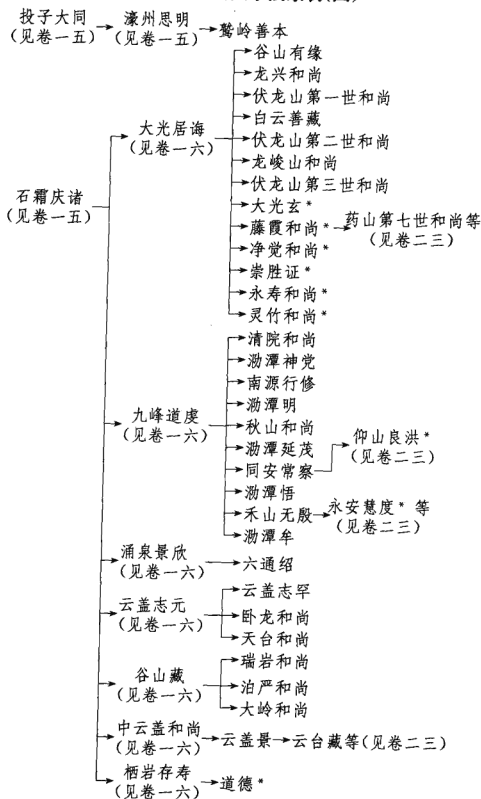 投子大同
(见卷一五)
濠州思明
(见卷一五)
鹫岭善本
石霜庆诸
(见卷一五)
大光居诲
(见卷一六)
谷山有缘
龙兴和尚
伏龙山第一世和尚
白云善藏
伏龙山第二世和尚
龙峻山和尚
伏龙山第三世和尚
大光玄*
藤霞和尚*
药山第七世和尚等
(见卷二三)
净觉和尚*
崇胜证*
永寿和尚*
灵竹和尚*
九峰道虔
(见卷一六)
清院和尚
泐潭神党
南源行修
泐潭明
秋山和尚
泐潭延茂
同安常察
仰山良洪*
(见卷二三)
泐潭悟
禾山无殷
永安慧度* 等
(见卷二三)
泐潭牟
涌泉景欣
(见卷一六)
六通绍
云盖志元
(见卷一六)
云盖志罕
卧龙和尚
天台和尚
谷山藏
(见卷一六)
瑞岩和尚
泊严和尚
大岭和尚
中云盖和尚
(见卷一六)
云盖景
云台藏等(见卷二三)
栖岩存寿
(见卷一六)
道德*